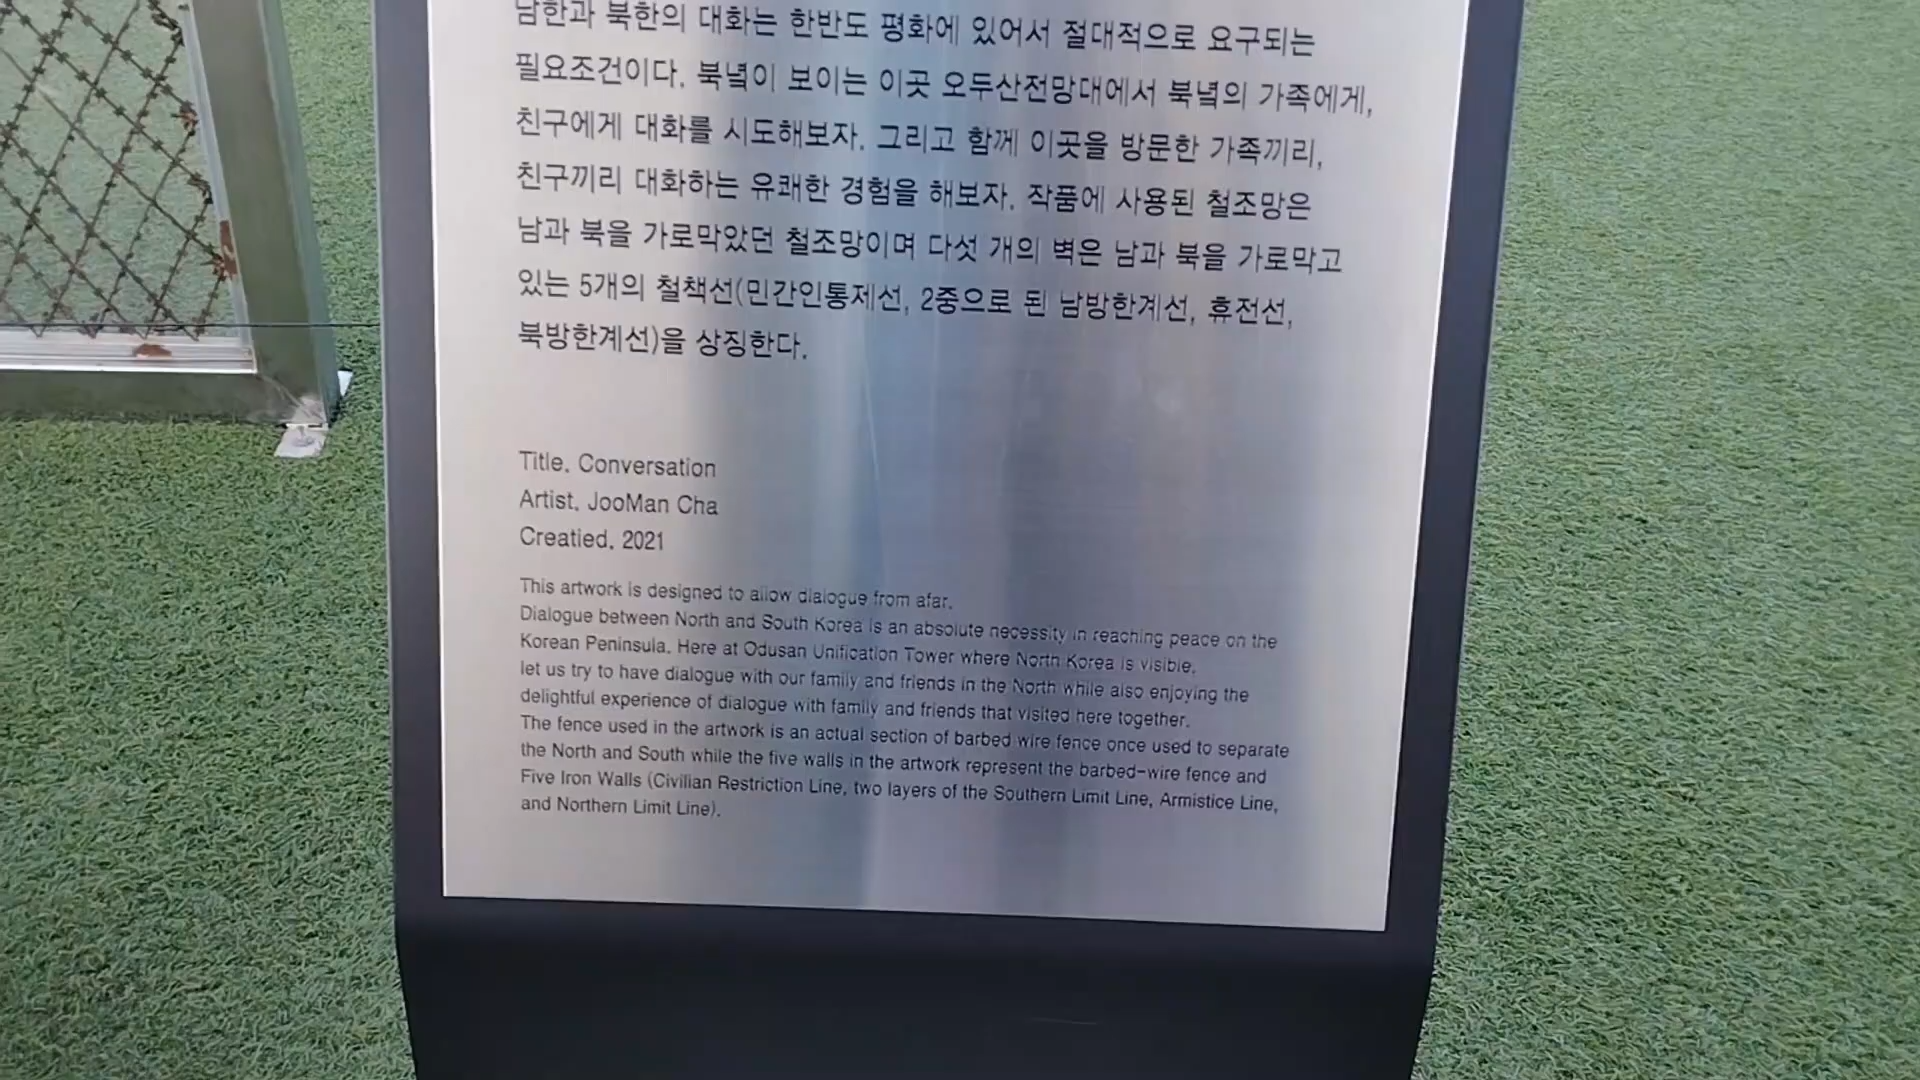 남한과 북한의 대화는 한반도 평화에 있어서 절대적으로 요구되는
필요조건이다. 북녘이 보이는 이곳 오두산전망대에서 북녘의 가족에게,
친구에게 대화를 시도해보자. 그리고 함께 이곳을 방문한 가족끼리,
친구끼리 대화하는 유쾌한 경험을 해보자. 작품에 사용된 철조망은
남과 북을 가로막았던 철조망이며 다섯 개의 벽은 남과 북을 가로막고
있는 5개의 철책선(민간인통제선, 2중으로 된 남방한계선, 휴전선,
북방한계선)을 상징한다.
Title. Conversation
Artist. JooMan Cha
Creatied. 2021
This artwork is designed to allow dialogue from afar.
Dialogue between North and South Korea is an absolute necessity in reaching peace on the
Korean Peninsula. Here at Odusan Unification Tower where North Korea is visible,
let us try to have dialogue with our family and friends in the North while also enjoying the
delightful experience of dialogue with family and friends that visited here together.
The fence used in the artwork is an actual section of barbed wire fence once used to separate
the North and South while the five walls in the artwork represent the barbed-wire fence and
Five Iron Walls (Civilian Restriction Line, two layers of the Southern Limit Line, Armistice Line,
and Northern Limit Line).